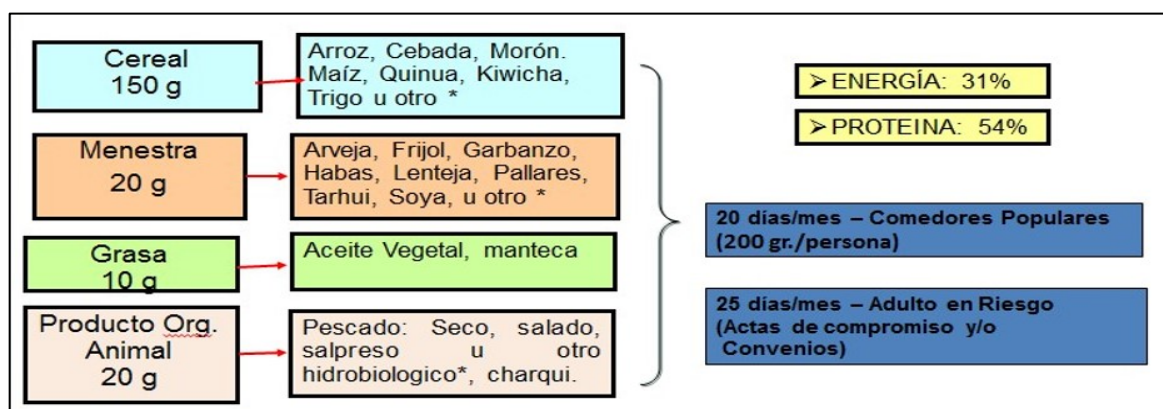 Cereal
150 g
Arroz, Cebada, Morón.
Maíz, Quinua, Kiwicha,
Trigo u otro *
Menestra
20 g
Arveja, Frijol, Garbanzo,
Habas, Lenteja, Pallares,
Tarhui, Soya, u otro *
Grasa
10 g
Aceite Vegetal, manteca
Producto Org.
Animal
20 g
Pescado: Seco, salado,
salpreso u otro
hidrobiologico*, charqui.
➢ENERGÍA: 31%
➢PROTEINA: 54%
20 días/mes – Comedores Populares
(200 gr./persona)
25 días/mes – Adulto en Riesgo
(Actas de compromiso y/o
Convenios)